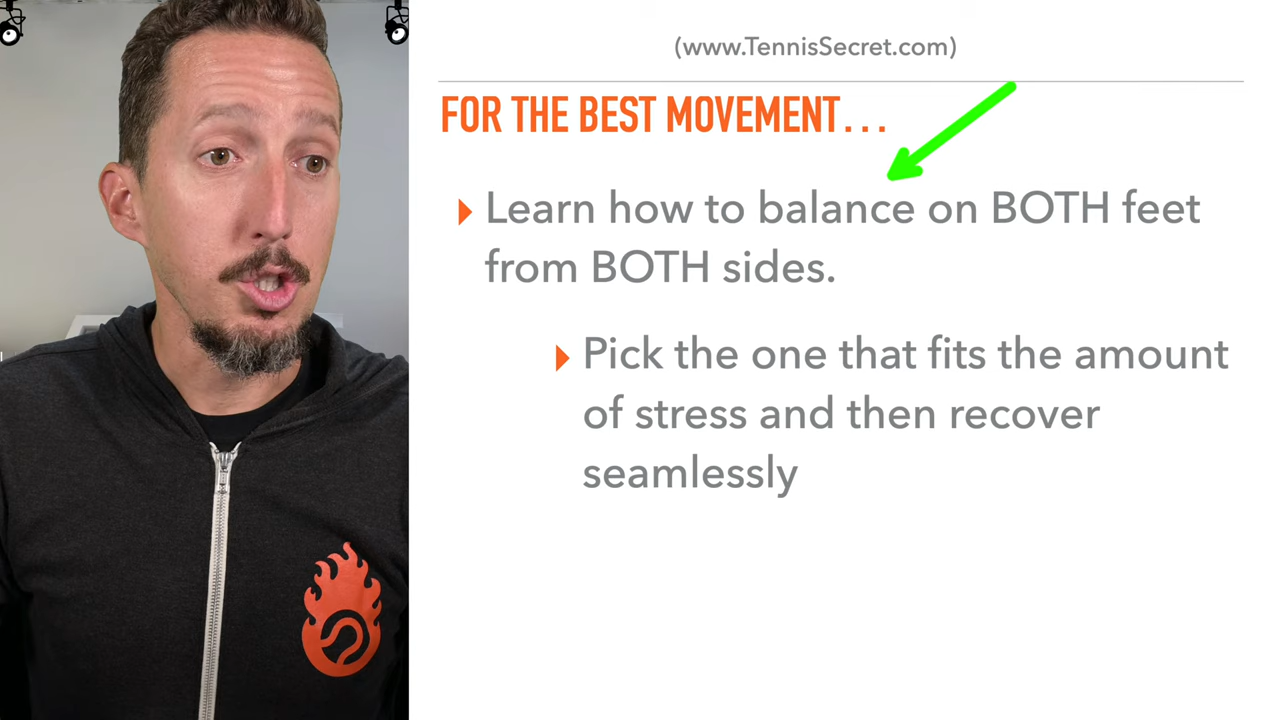 (www.TennisSecret.com)
FOR THE BEST MOVEMENT...
Learn how to balance on BOTH feet
from BOTH sides.
Pick the one that fits the amount
of stress and then recover
seamlessly